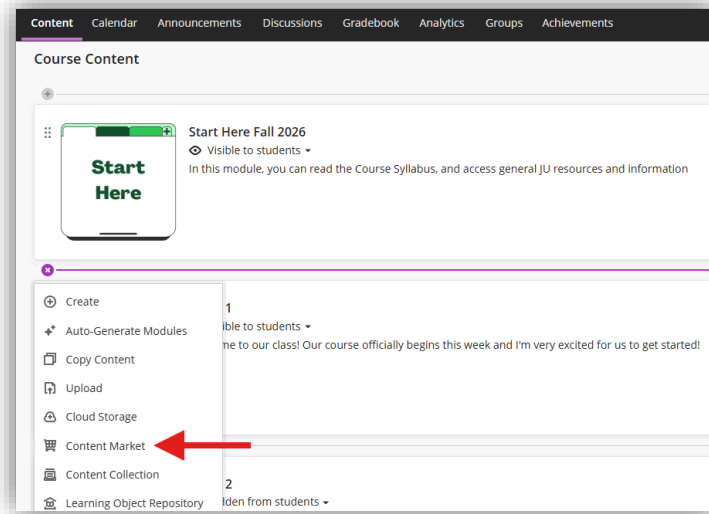 Content Calendar Announcements Discussions Gradebook Analytics Groups Achievements
Course Content
Start Here
Start Here Fall 2026
Visible to students
In this module, you can read the Course Syllabus, and access general JU resources and information
Create
1
Auto-Generate Modules
ible to students
Copy Content
me to our class! Our course officially begins this week and I'm very excited for us to get started!
Upload
Cloud Storage
Content Market
Content Collection
2
Learning Object Repository
dden from students